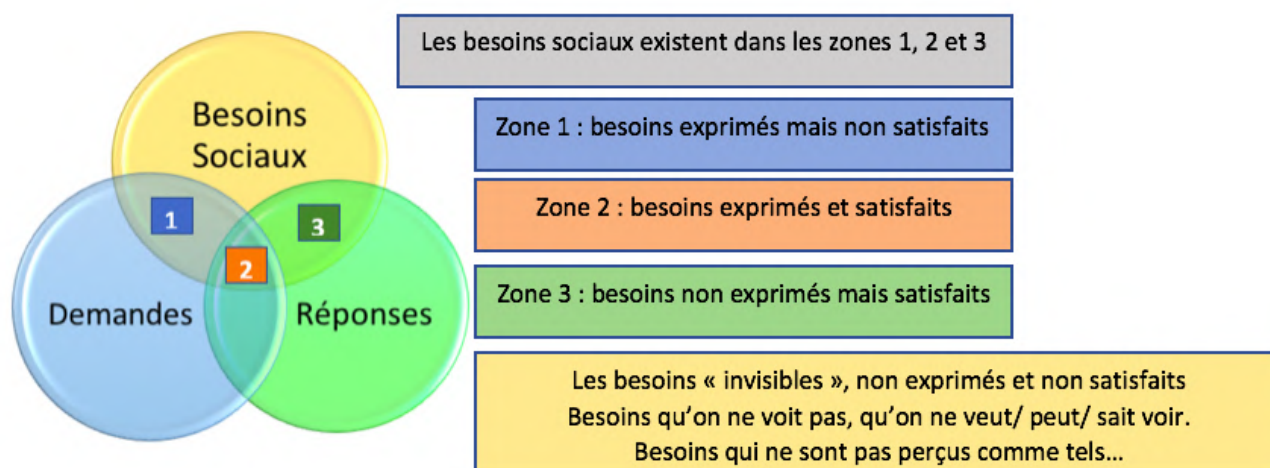 Besoins
Sociaux
1
3
2
Demandes
Réponses
Les besoins sociaux existent dans les zones 1, 2 et 3
Zone 1 : besoins exprimés mais non satisfaits
Zone 2 : besoins exprimés et satisfaits
Zone 3 : besoins non exprimés mais satisfaits
Les besoins « invisibles », non exprimés et non satisfaits
Besoins qu’on ne voit pas, qu’on ne veut/ peut/ sait voir.
Besoins qui ne sont pas perçus comme tels…